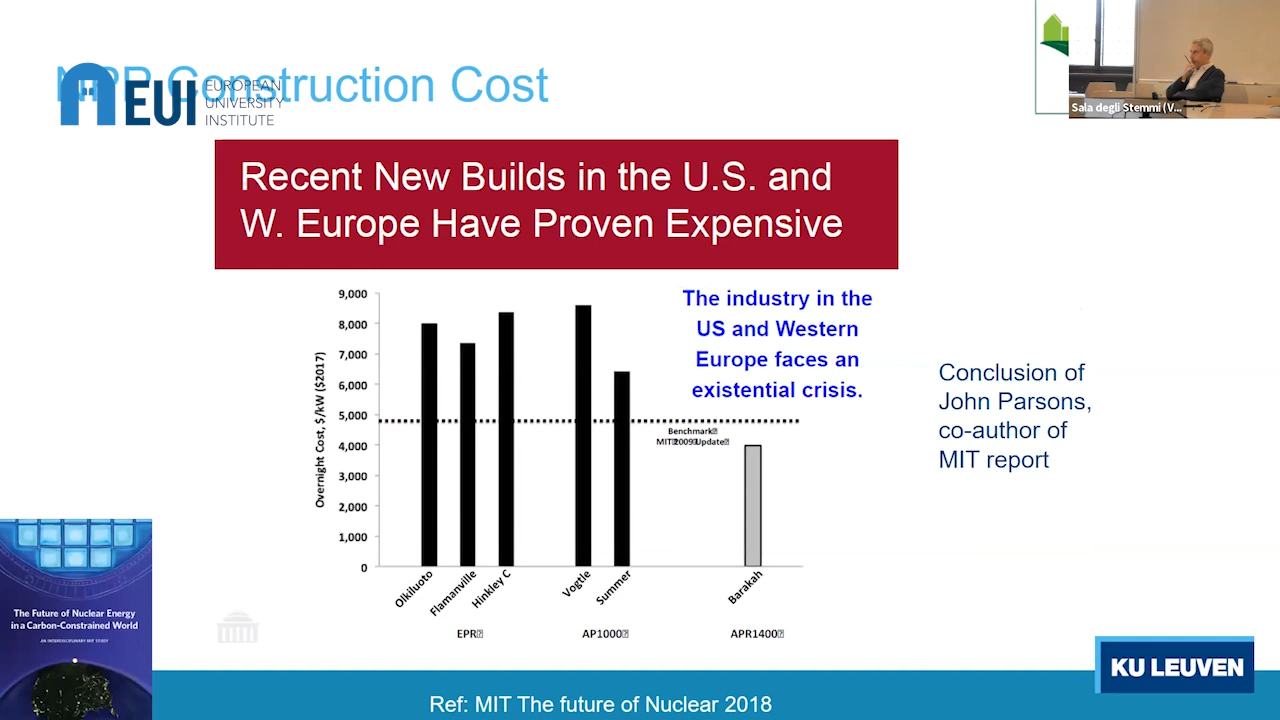 Construction Cost
EUI
EUROPEAN
UNIVERSITY
INSTITUTE
Sala degli Stemmi (V...
Recent New Builds in the U.S. and
W. Europe Have Proven Expensive
The industry in the
US and Western
Europe faces an
existential crisis.
Conclusion of
John Parsons,
co-author of
MIT report
Overnight Cost, $/kW ($2017)
9,000
8,000
7,000
6,000
5,000
4,000
3,000
2,000
1,000
0
Benchmark
MIT 2009 Update
Olkiluoto
Flamanville
Hinkley C
Vogtle
Summer
Barakah
EPR
AP1000
APR1400
The Future of Nuclear Energy
in a Carbon-Constrained World
AN INTERDISCIPLINARY MIT STUDY
KU LEUVEN
Ref: MIT The future of Nuclear 2018